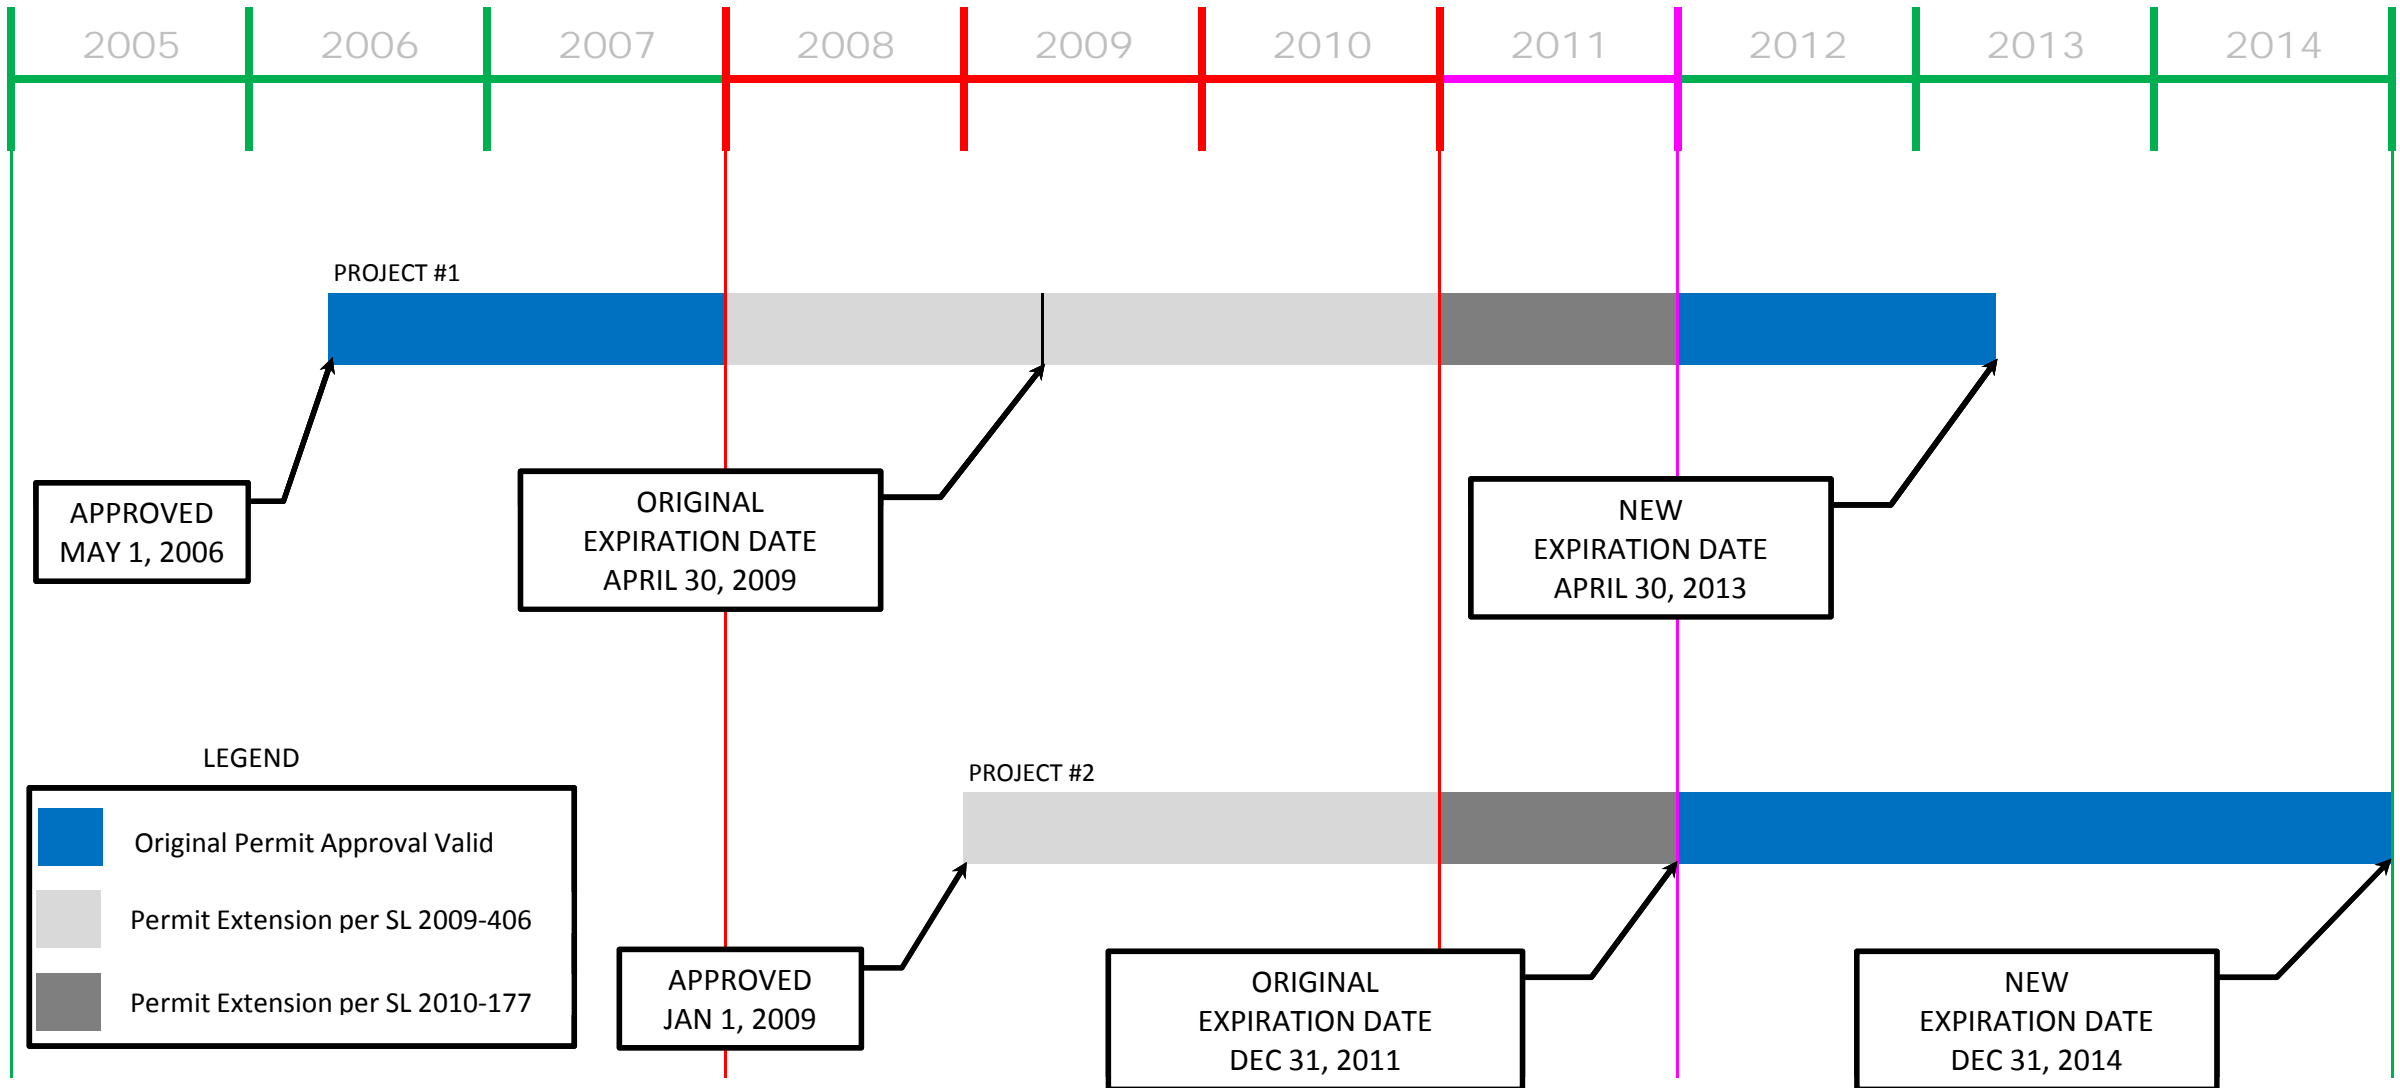 2005 2006 2007 2008 2009 2010 2011 2012 2013 2014
PROJECT #1
APPROVED
MAY 1, 2006
ORIGINAL
EXPIRATION DATE
APRIL 30, 2009
NEW
EXPIRATION DATE
APRIL 30, 2013
LEGEND
Original Permit Approval Valid
Permit Extension per SL 2009-406
Permit Extension per SL 2010-177
PROJECT #2
APPROVED
JAN 1, 2009
ORIGINAL
EXPIRATION DATE
DEC 31, 2011
NEW
EXPIRATION DATE
DEC 31, 2014